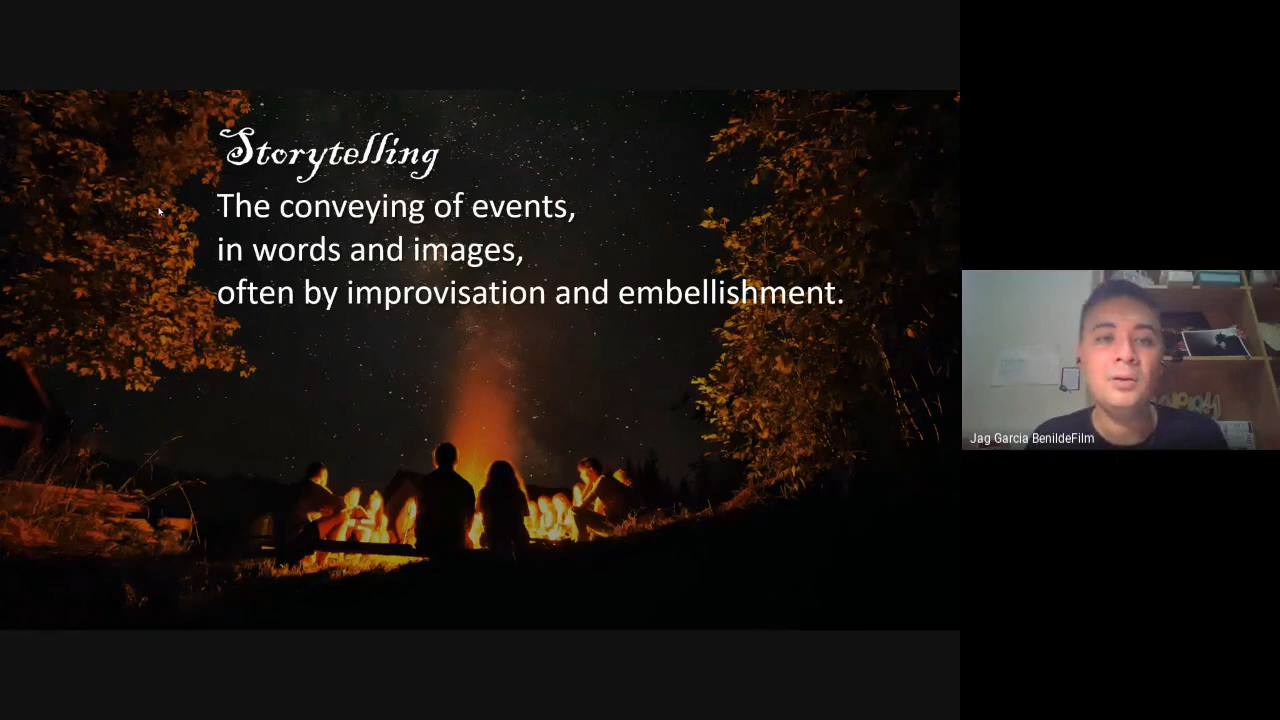 Storytelling
The conveying of events,
in words and images,
often by improvisation and embellishment.
Jag Garcia BenildeFilm